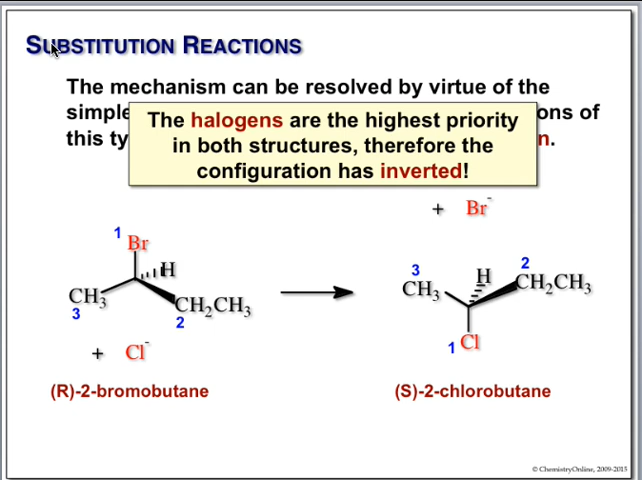 SUBSTITUTION REACTIONS
The mechanism can be resolved by virtue of the
simple ons of
this ty n.
The halogens are the highest priority
in both structures, therefore the
configuration has inverted!
+ Br⁻
1
Br
H
CH₃
3
CH₂CH₃
2
+ Cl⁻
3
CH₃
H
2
CH₂CH₃
1 Cl
(R)-2-bromobutane
(S)-2-chlorobutane
© ChemistryOnline, 2009-2015